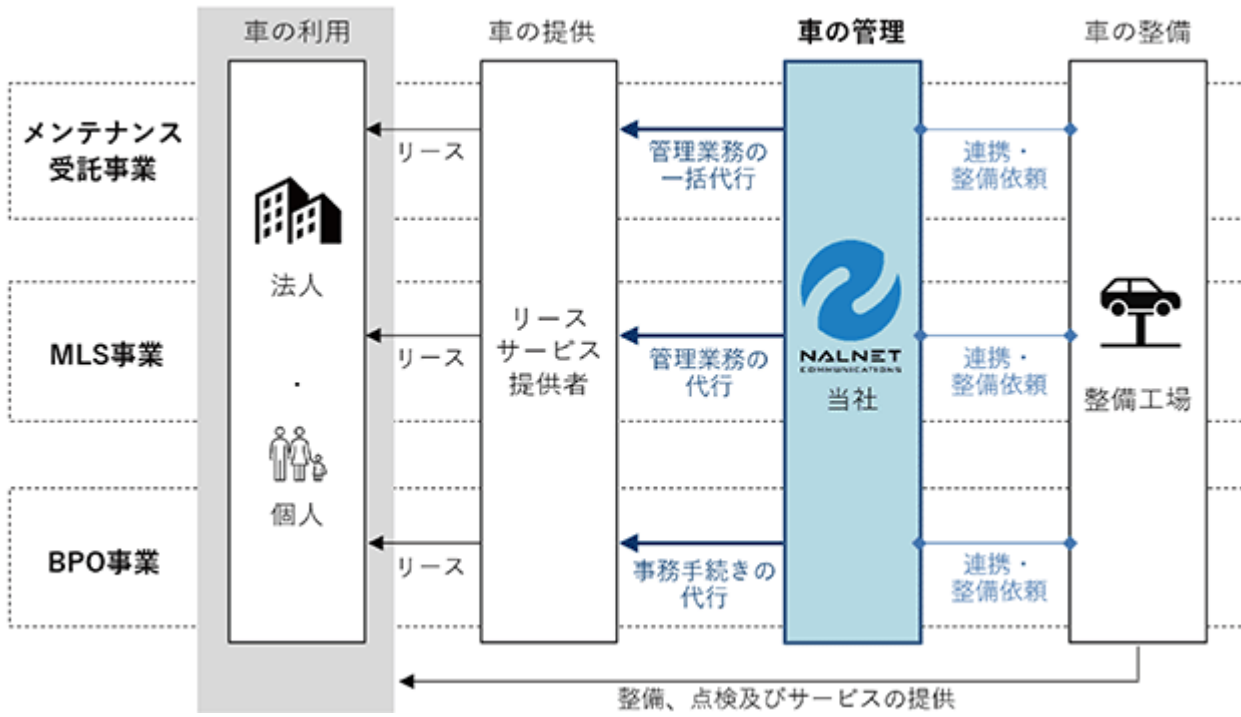 車の利用
車の提供
車の管理
車の整備
メンテナンス
受託事業
リース
管理業務の
一括代行
連携・
整備依頼
法人
・
個人
MLS事業
リース
リース
サービス
提供者
管理業務の
代行
NALNET
COMMUNICATIONS
当社
連携・
整備依頼
整備工場
BPO事業
リース
事務手続きの
代行
連携・
整備依頼
整備、点検及びサービスの提供